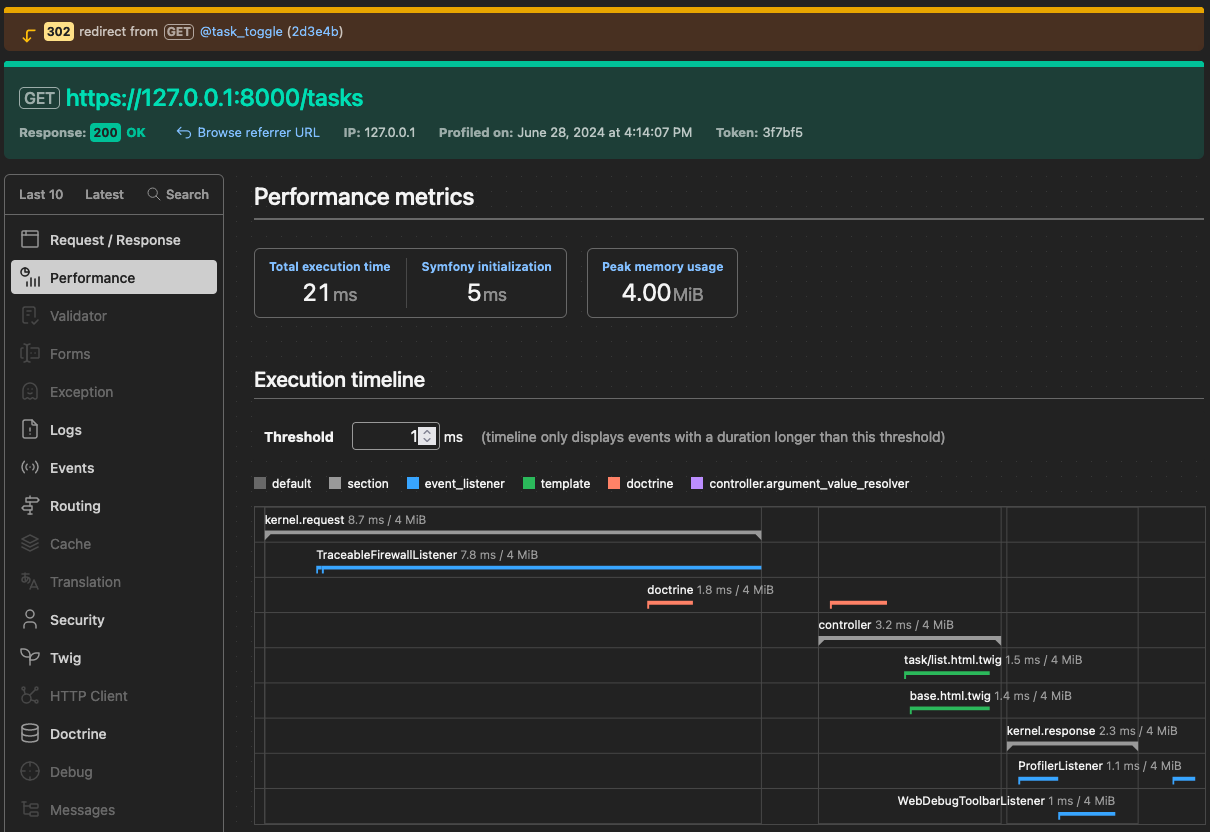 302 redirect from GET @task_toggle (2d3e4b)
GET https://127.0.0.1:8000/tasks
Response: 200 OK Browse referrer URL IP: 127.0.0.1 Profiled on: June 28, 2024 at 4:14:07 PM Token: 3f7bf5
Last 10 Latest Search
Request / Response
Performance
Validator
Forms
Exception
Logs
Events
Routing
Cache
Translation
Security
Twig
HTTP Client
Doctrine
Debug
Messages
Performance metrics
Total execution time
21 ms
Symfony initialization
5 ms
Peak memory usage
4.00 MiB
Execution timeline
Threshold 1 ms (timeline only displays events with a duration longer than this threshold)
default section event_listener template doctrine controller.argument_value_resolver
kernel.request 8.7 ms / 4 MiB
TraceableFirewallListener 7.8 ms / 4 MiB
doctrine 1.8 ms / 4 MiB
controller 3.2 ms / 4 MiB
task/list.html.twig 1.5 ms / 4 MiB
base.html.twig 1.4 ms / 4 MiB
kernel.response 2.3 ms / 4 MiB
ProfilerListener 1.1 ms / 4 MiB
WebDebugToolbarListener 1 ms / 4 MiB